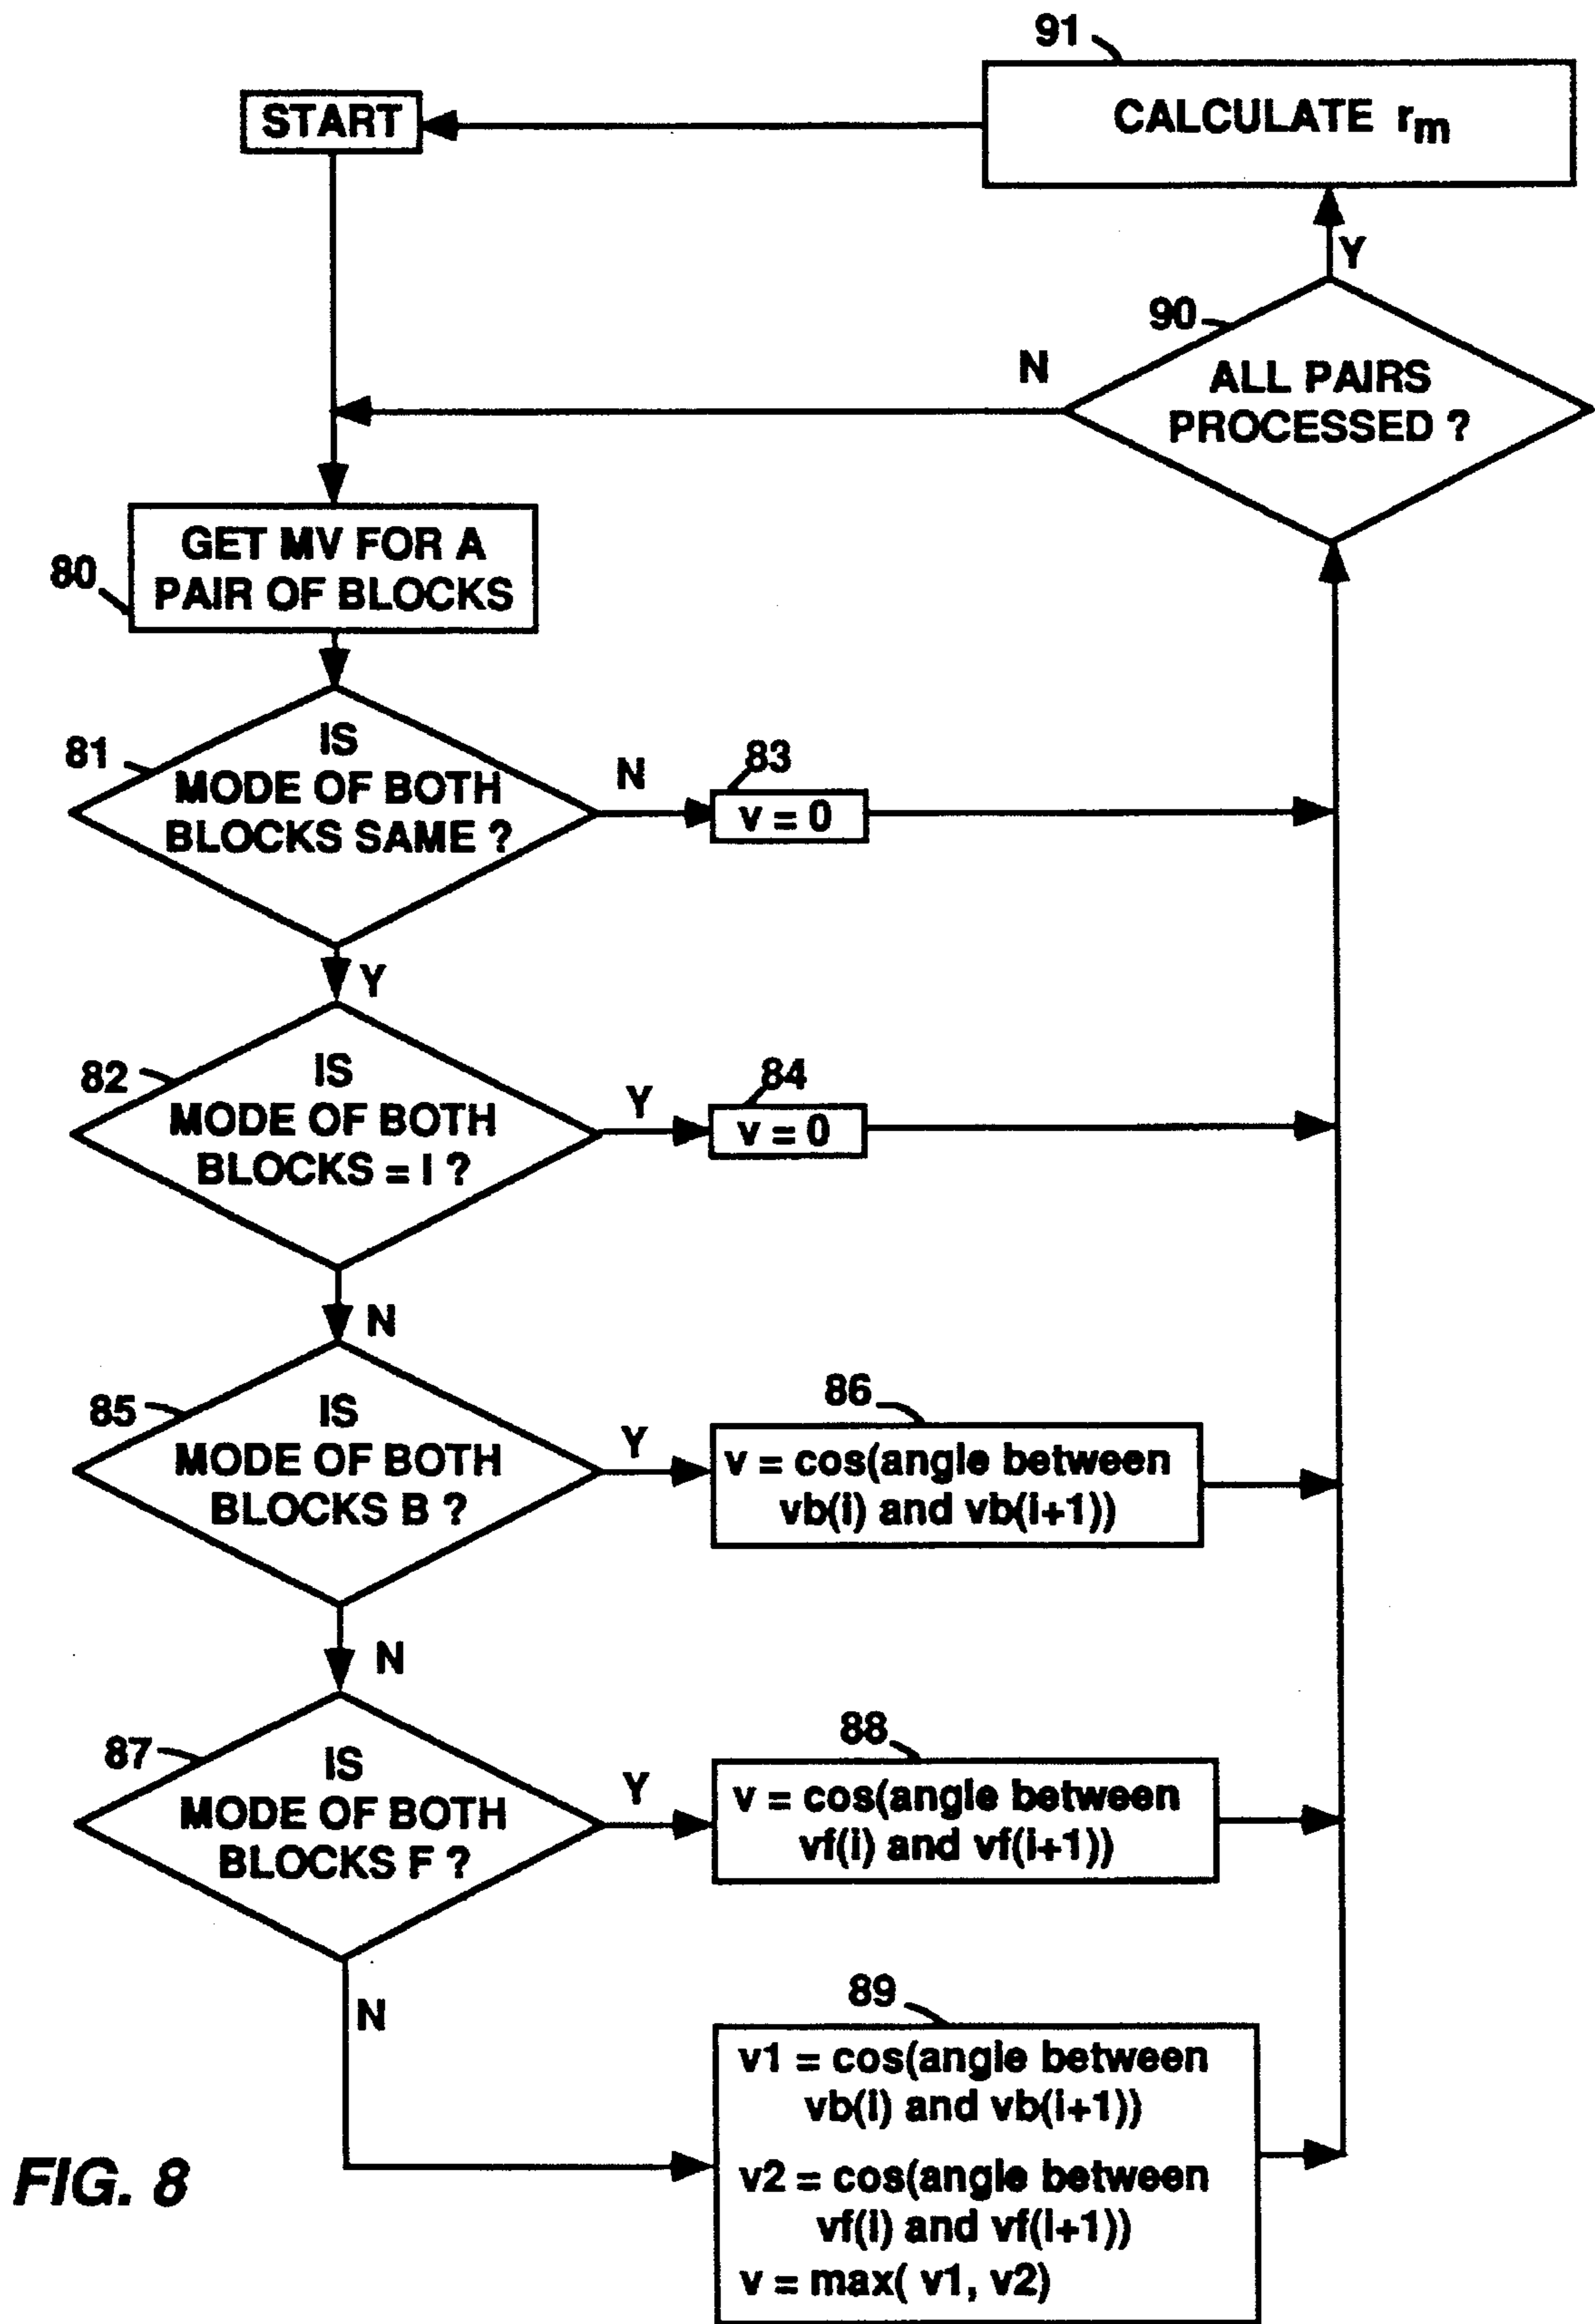 91
CALCULATE rm
START
Y
90
N
ALL PAIRS
PROCESSED ?
GET MV FOR A
PAIR OF BLOCKS
80
81
IS
MODE OF BOTH
BLOCKS SAME ?
N
83
v = 0
Y
82
IS
MODE OF BOTH
BLOCKS = I ?
Y
84
v = 0
N
85
IS
MODE OF BOTH
BLOCKS B ?
Y
86
v = cos(angle between
vb(i) and vb(i+1))
N
87
IS
MODE OF BOTH
BLOCKS F ?
Y
88
v = cos(angle between
vf(i) and vf(i+1))
N
89
v1 = cos(angle between
vb(i) and vb(i+1))
v2 = cos(angle between
vf(i) and vf(i+1))
v = max( v1, v2)
FIG. 8